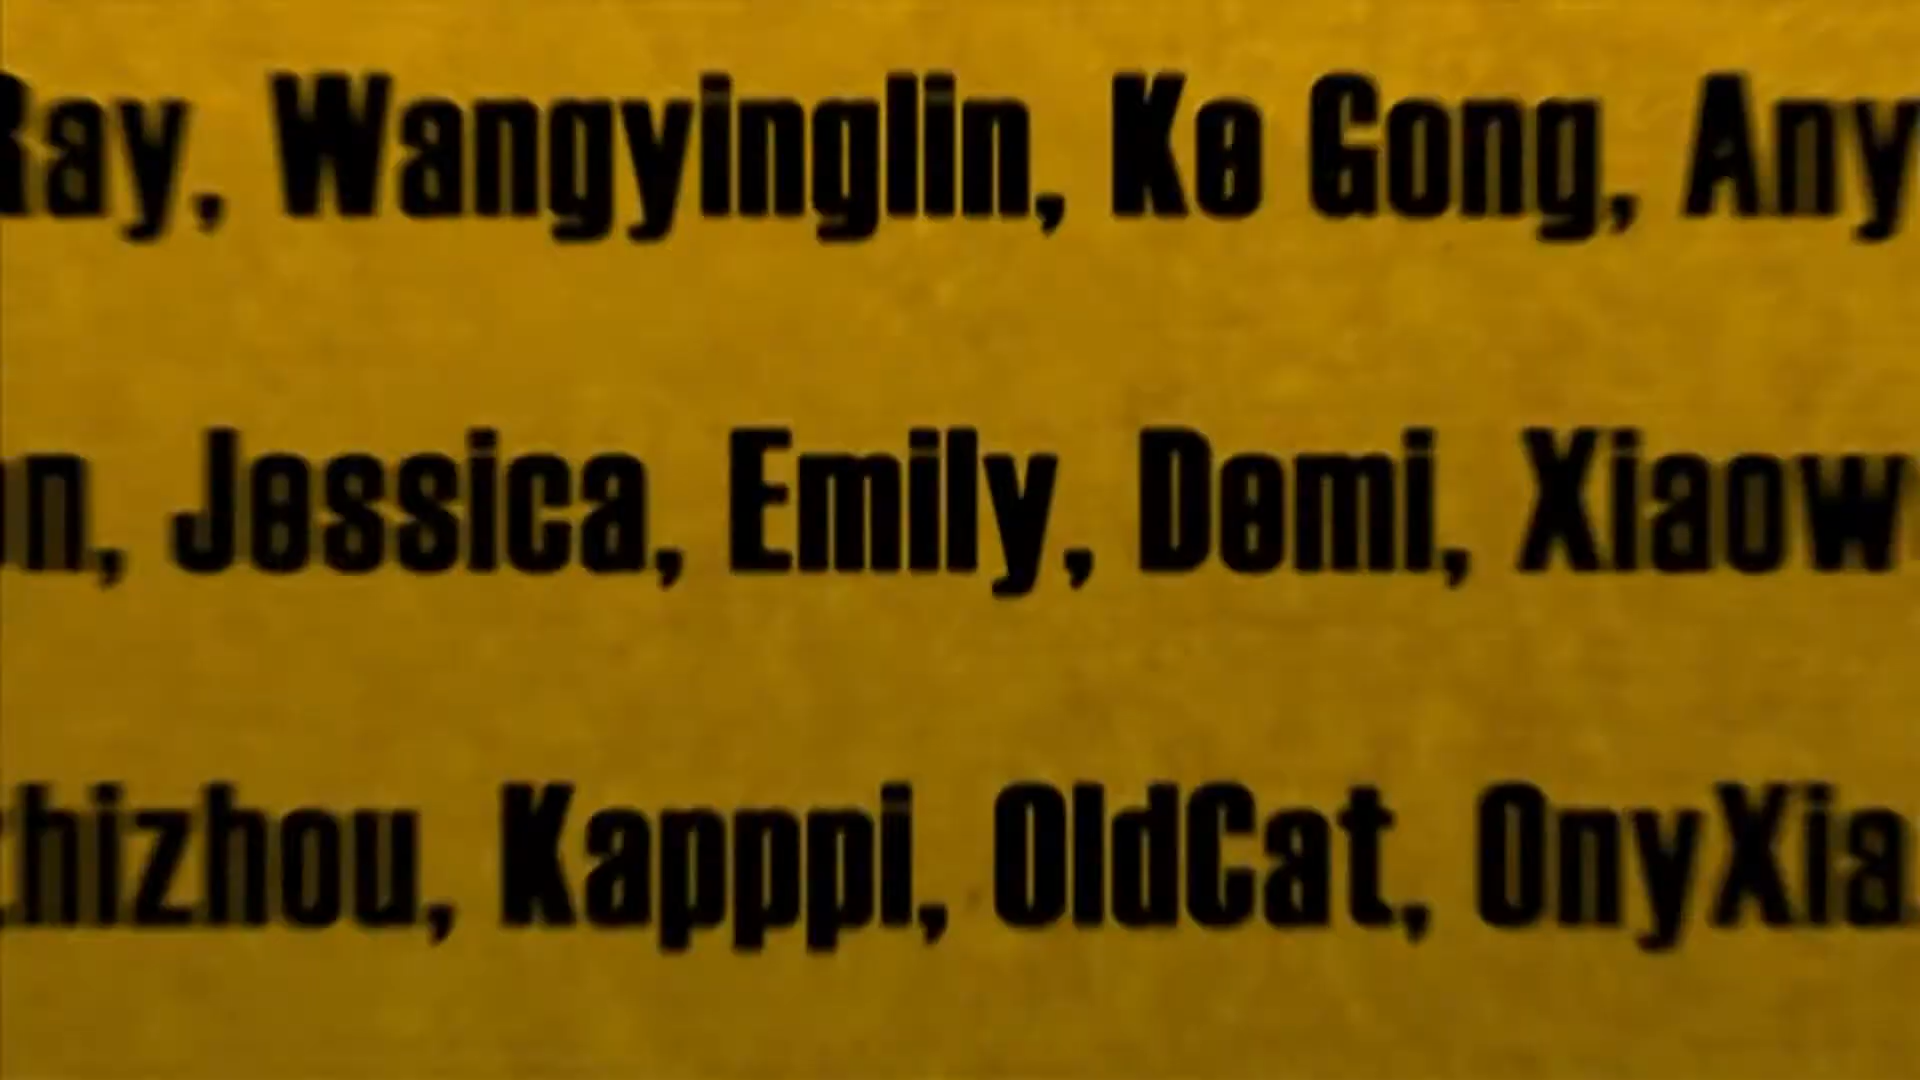 Ray, Wangyinglin, Ke Gong, Any
n, Jessica, Emily, Demi, Xiaow
hizhou, Kapppi, OldCat, OnyXia